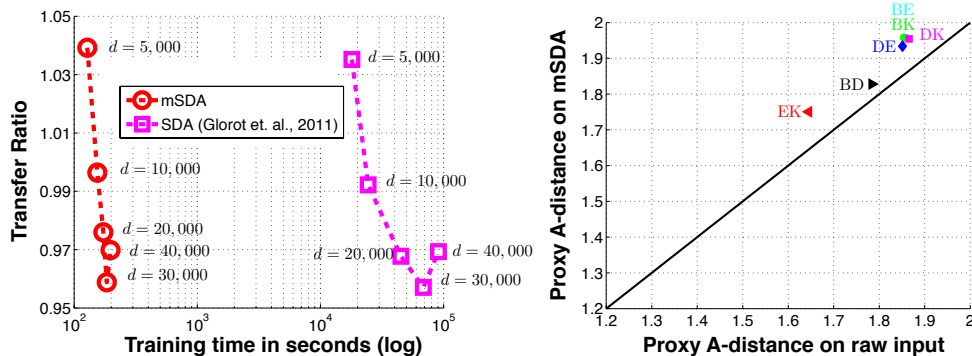 1.05
1.03
1.01
0.99
0.97
0.95
Transfer Ratio
d = 5,000
d = 10,000
d = 20,000
d = 40,000
d = 30,000
mSDA
SDA (Glorot et. al., 2011)
d = 5,000
d = 10,000
d = 20,000
d = 40,000
d = 30,000
10^2
10^3
10^4
10^5
Training time in seconds (log)
Proxy A-distance on mSDA
2
1.9
1.8
1.7
1.6
1.5
1.4
1.3
1.2
BE
BK
DK
DE
BD
EK
1.2
1.3
1.4
1.5
1.6
1.7
1.8
1.9
2
Proxy A-distance on raw input